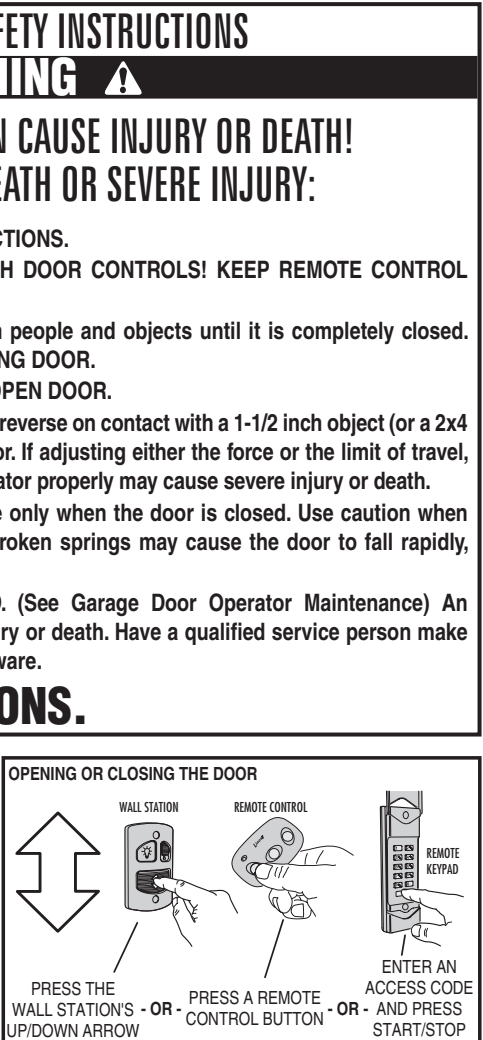 FETY INSTRUCTIONS
NING
N CAUSE INJURY OR DEATH!
EATH OR SEVERE INJURY:
CTIONS.
H DOOR CONTROLS! KEEP REMOTE CONTROL
people and objects until it is completely closed.
NG DOOR.
OPEN DOOR.
reverse on contact with a 1-1/2 inch object (or a 2x4
or. If adjusting either the force or the limit of travel,
ator properly may cause severe injury or death.
e only when the door is closed. Use caution when
roken springs may cause the door to fall rapidly,
(See Garage Door Operator Maintenance) An
ry or death. Have a qualified service person make
ware.
ONS.
OPENING OR CLOSING THE DOOR
WALL STATION
REMOTE CONTROL
REMOTE
KEYPAD
PRESS THE
WALL STATION'S
UP/DOWN ARROW
- OR -
PRESS A REMOTE
CONTROL BUTTON
- OR -
ENTER AN
ACCESS CODE
AND PRESS
START/STOP